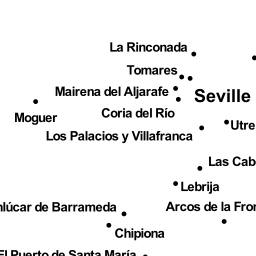 La Rinconada
Tomares
Mairena del Aljarafe
Seville
Coria del Río
Moguer
Utre
Los Palacios y Villafranca
Las Cab
Lebrija
nlúcar de Barrameda
Arcos de la Fron
Chipiona
El Puerto de Santa María